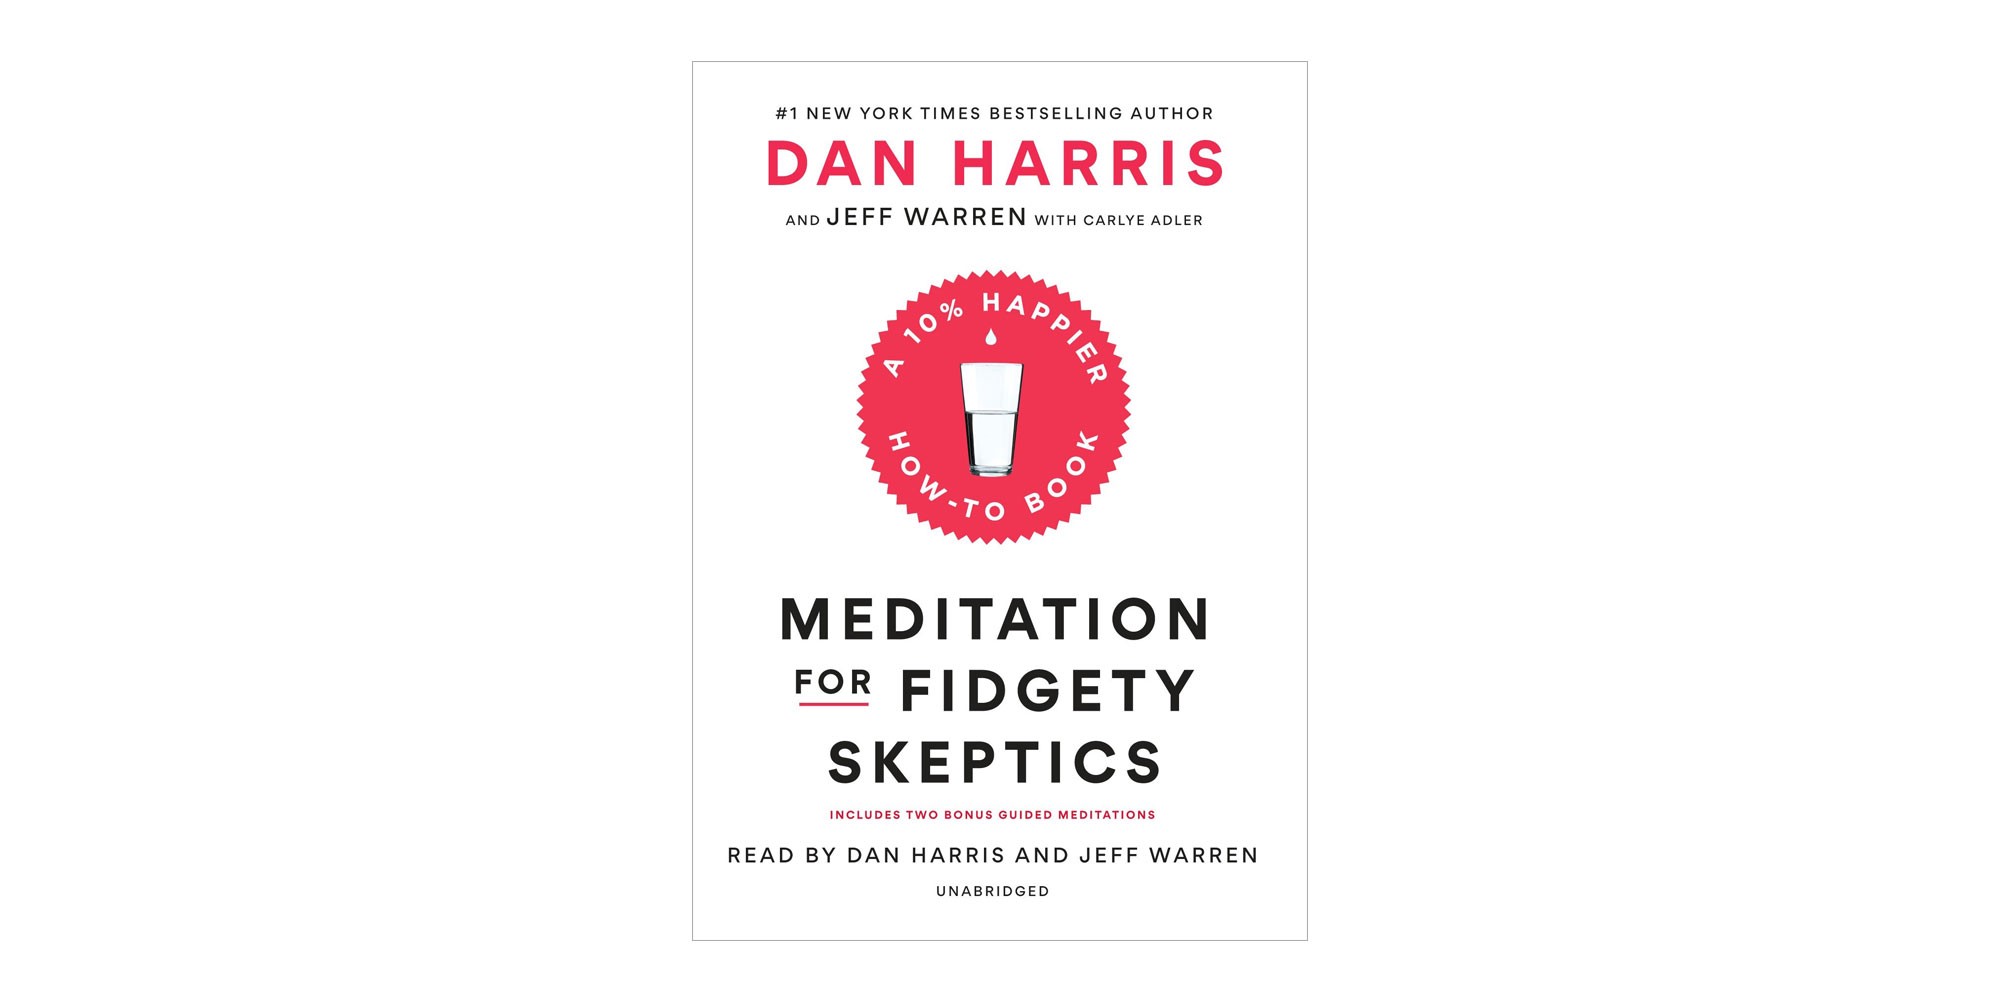 #1 NEW YORK TIMES BESTSELLING AUTHOR
DAN HARRIS
AND JEFF WARREN WITH CARLYE ADLER
A 10% HAPPIER
HOW-TO BOOK
MEDITATION
FOR FIDGETY
SKEPTICS
INCLUDES TWO BONUS GUIDED MEDITATIONS
READ BY DAN HARRIS AND JEFF WARREN
UNABRIDGED